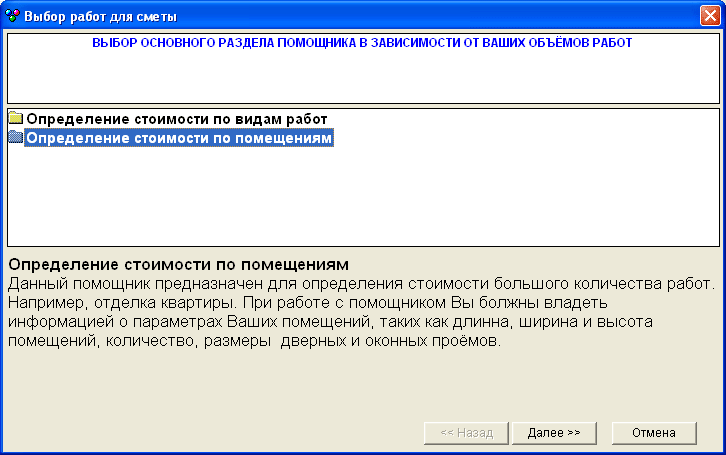 Выбор работ для сметы
ВЫБОР ОСНОВНОГО РАЗДЕЛА ПОМОЩНИКА В ЗАВИСИМОСТИ ОТ ВАШИХ ОБЪЁМОВ РАБОТ
Определение стоимости по видам работ
Определение стоимости по помещениям
Определение стоимости по помещениям
Данный помощник предназначен для определения стоимости большого количества работ.
Например, отделка квартиры. При работе с помощником Вы болжны владеть
информацией о параметрах Ваших помещений, таких как длинна, ширина и высота
помещений, количество, размеры  дверных и оконных проёмов.
<< Назад
Далее >>
Отмена